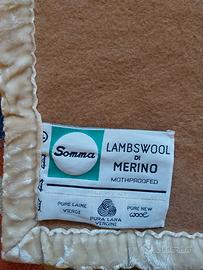 Somma
LAMBSWOOL
DI
MERINO
MOTHPROOFED
PURE LAINE
VIERGE
PURA LANA
VERGINE
PURE NEW
WOOL